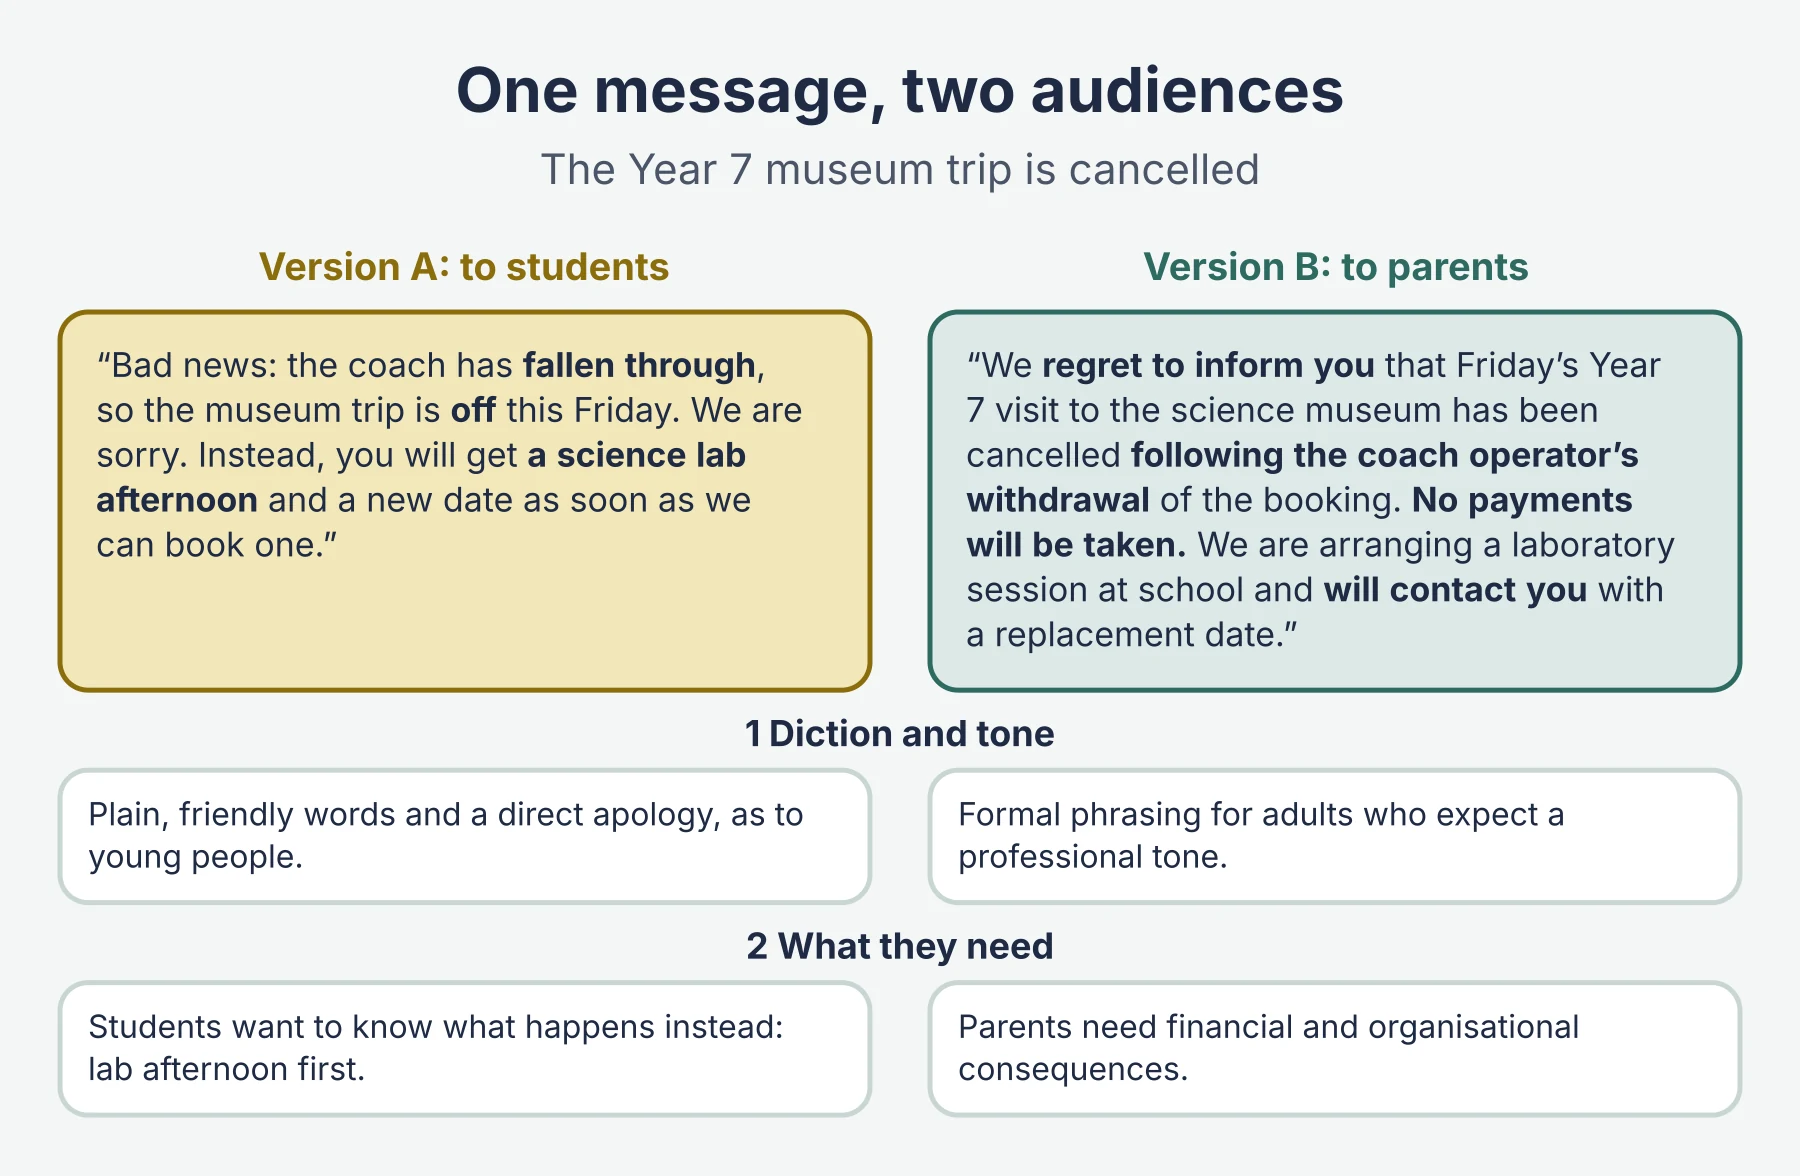 One message, two audiences
The Year 7 museum trip is cancelled
Version A: to students
“Bad news: the coach has fallen through,
so the museum trip is off this Friday. We are
sorry. Instead, you will get a science lab
afternoon and a new date as soon as we
can book one.”
Version B: to parents
“We regret to inform you that Friday’s Year
7 visit to the science museum has been
cancelled following the coach operator’s
withdrawal of the booking. No payments
will be taken. We are arranging a laboratory
session at school and will contact you with
a replacement date.”
1 Diction and tone
Plain, friendly words and a direct apology, as to
young people.
Formal phrasing for adults who expect a
professional tone.
2 What they need
Students want to know what happens instead:
lab afternoon first.
Parents need financial and organisational
consequences.